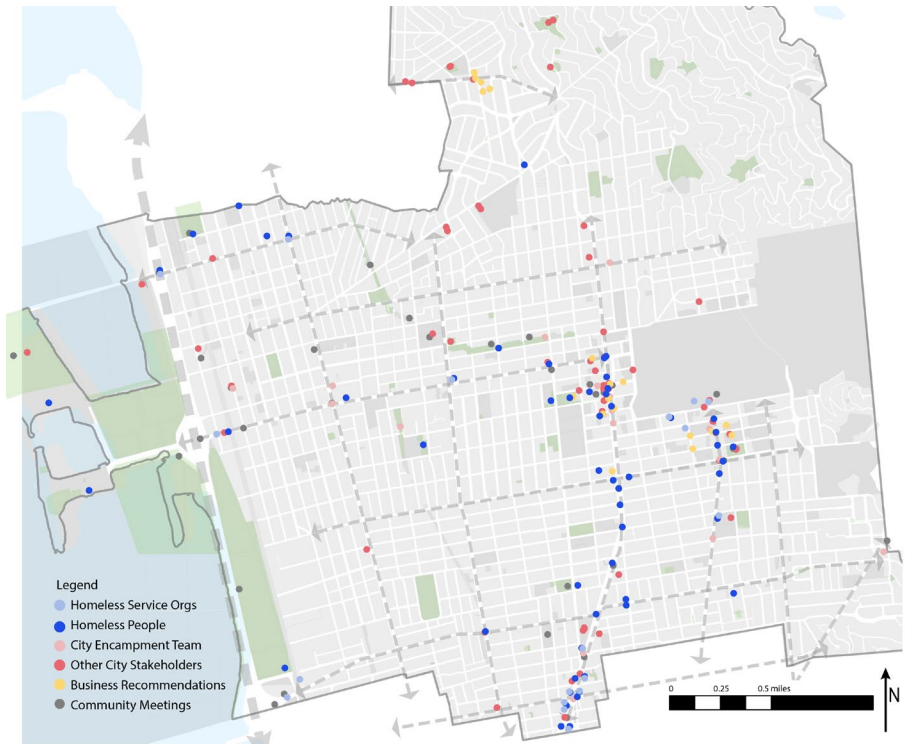 Legend
Homeless Service Orgs
Homeless People
City Encampment Team
Other City Stakeholders
Business Recommendations
Community Meetings
0 0.25 0.5 miles
N